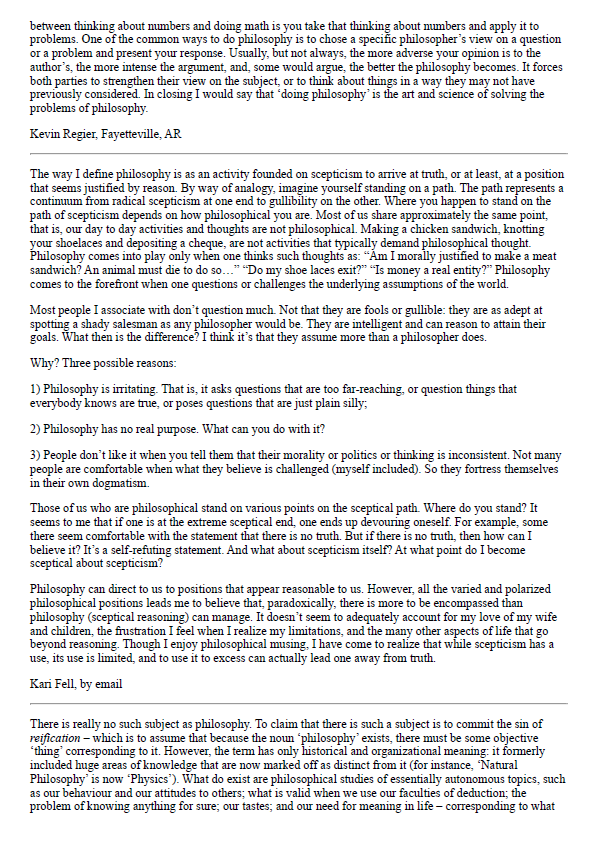 between thinking about numbers and doing math is you take that thinking about numbers and apply it to
problems. One of the common ways to do philosophy is to chose a specific philosopher’s view on a question
or a problem and present your response. Usually, but not always, the more adverse your opinion is to the
author’s, the more intense the argument, and, some would argue, the better the philosophy becomes. It forces
both parties to strengthen their view on the subject, or to think about things in a way they may not have
previously considered. In closing I would say that ‘doing philosophy’ is the art and science of solving the
problems of philosophy.
Kevin Regier, Fayetteville, AR
The way I define philosophy is as an activity founded on scepticism to arrive at truth, or at least, at a position
that seems justified by reason. By way of analogy, imagine yourself standing on a path. The path represents a
continuum from radical scepticism at one end to gullibility on the other. Where you happen to stand on the
path of scepticism depends on how philosophical you are. Most of us share approximately the same point,
that is, our day to day activities and thoughts are not philosophical. Making a chicken sandwich, knotting
your shoelaces and depositing a cheque, are not activities that typically demand philosophical thought.
Philosophy comes into play only when one thinks such thoughts as: “Am I morally justified to make a meat
sandwich? An animal must die to do so…” “Do my shoe laces exit?” “Is money a real entity?” Philosophy
comes to the forefront when one questions or challenges the underlying assumptions of the world.
Most people I associate with don’t question much. Not that they are fools or gullible: they are as adept at
spotting a shady salesman as any philosopher would be. They are intelligent and can reason to attain their
goals. What then is the difference? I think it’s that they assume more than a philosopher does.
Why? Three possible reasons:
1) Philosophy is irritating. That is, it asks questions that are too far-reaching, or question things that
everybody knows are true, or poses questions that are just plain silly;
2) Philosophy has no real purpose. What can you do with it?
3) People don’t like it when you tell them that their morality or politics or thinking is inconsistent. Not many
people are comfortable when what they believe is challenged (myself included). So they fortress themselves
in their own dogmatism.
Those of us who are philosophical stand on various points on the sceptical path. Where do you stand? It
seems to me that if one is at the extreme sceptical end, one ends up devouring oneself. For example, some
there seem comfortable with the statement that there is no truth. But if there is no truth, then how can I
believe it? It’s a self-refuting statement. And what about scepticism itself? At what point do I become
sceptical about scepticism?
Philosophy can direct to us to positions that appear reasonable to us. However, all the varied and polarized
philosophical positions leads me to believe that, paradoxically, there is more to be encompassed than
philosophy (sceptical reasoning) can manage. It doesn’t seem to adequately account for my love of my wife
and children, the frustration I feel when I realize my limitations, and the many other aspects of life that go
beyond reasoning. Though I enjoy philosophical musing, I have come to realize that while scepticism has a
use, its use is limited, and to use it to excess can actually lead one away from truth.
Kari Fell, by email
There is really no such subject as philosophy. To claim that there is such a subject is to commit the sin of
reification – which is to assume that because the noun ‘philosophy’ exists, there must be some objective
‘thing’ corresponding to it. However, the term has only historical and organizational meaning: it formerly
included huge areas of knowledge that are now marked off as distinct from it (for instance, ‘Natural
Philosophy’ is now ‘Physics’). What do exist are philosophical studies of essentially autonomous topics, such
as our behaviour and our attitudes to others; what is valid when we use our faculties of deduction; the
problem of knowing anything for sure; our tastes; and our need for meaning in life – corresponding to what